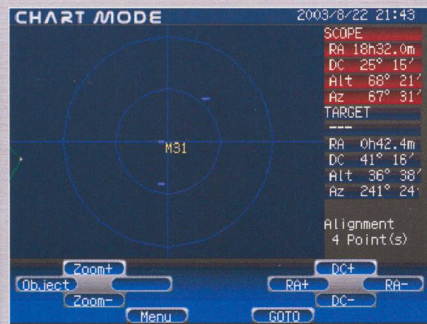 CHART MODE
2003/8/22 21:43
SCOPE
RA 18h32.0m
DC 25° 15′
Alt 68° 21′
Az 67° 31′
TARGET
---
RA 0h42.4m
DC 41° 16′
Alt 36° 38′
Az 241° 24′
M31
Alignment
4 Point(s)
Zoom+
DC+
Object
RA+
RA-
Zoom-
DC-
Menu
GOTO